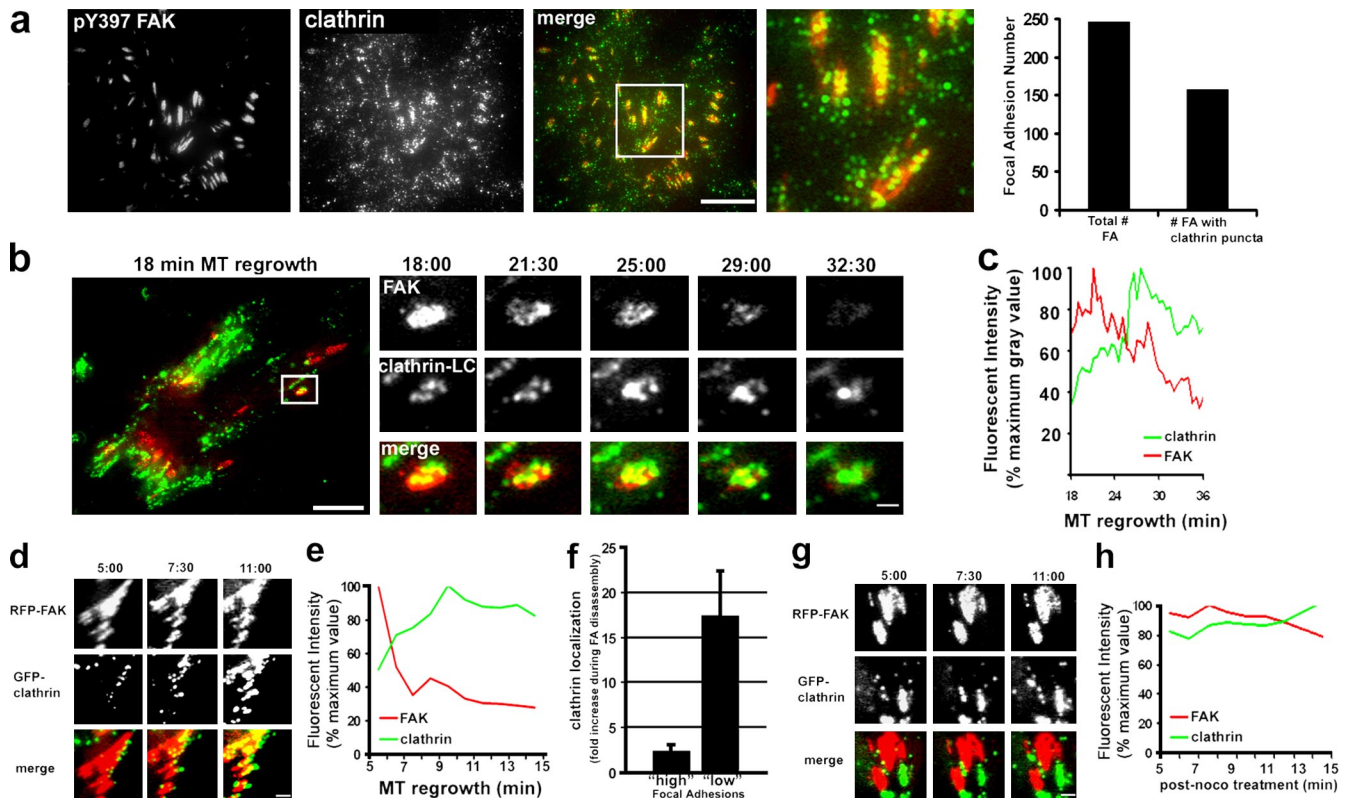 a
pY397 FAK
clathrin
merge
Focal Adhesion Number
250
200
150
100
50
0
Total #
FA
# FA with
clathrin puncta
b
18 min MT regrowth
18:00
21:30
25:00
29:00
32:30
FAK
clathrin-LC
merge
c
Fluorescent Intensity
(% maximum gray value)
100
80
60
40
20
clathrin
FAK
18
24
30
36
MT regrowth (min)
d
5:00
7:30
11:00
RFP-FAK
GFP-
clathrin
merge
e
Fluorescent Intensity
(% maximum value)
100
80
60
40
20
0
FAK
clathrin
5
7
9
11
13
15
MT regrowth (min)
f
clathrin localization
(fold increase during FA disassembly)
25
20
15
10
5
0
"high"
"low"
Focal Adhesions
g
5:00
7:30
11:00
RFP-FAK
GFP-
clathrin
merge
h
Fluorescent Intensity
(% maximum value)
100
80
60
40
20
0
FAK
clathrin
5
7
9
11
13
15
post-noco treatment (min)